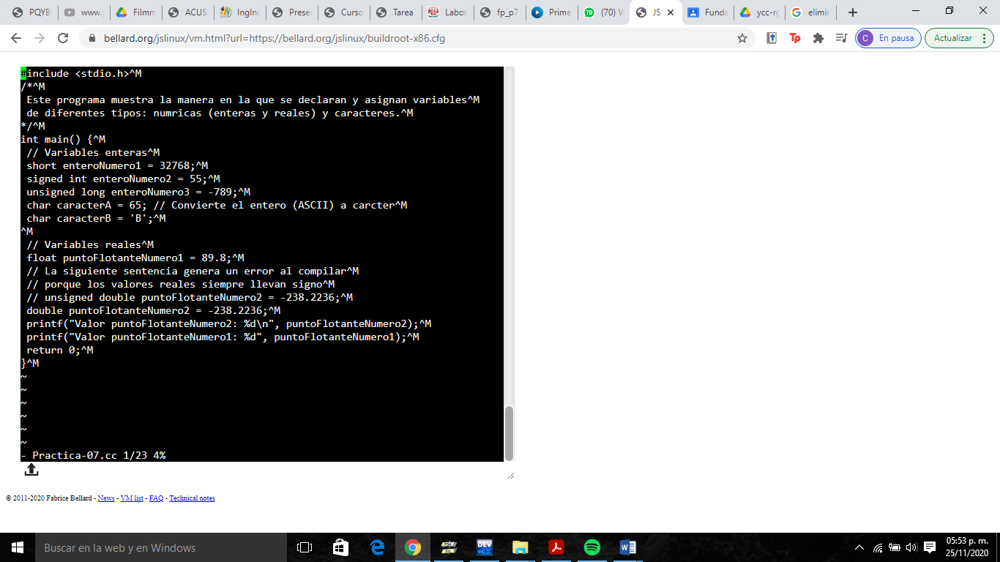 PQYB
www.
Filmm
ACUS
IngInc
Preser
Curso
Tarea
Labor
fp_p7
Prime
(70) W
JS
Funda
ycc-rg
elimin
bellard.org/jslinux/vm.html?url=https://bellard.org/jslinux/buildroot-x86.cfg
C En pausa
Actualizar
#include <stdio.h>^M
/*^M
Este programa muestra la manera en la que se declaran y asignan variables^M
de diferentes tipos: numricas (enteras y reales) y caracteres.^M
*/^M
int main() {^M
// Variables enteras^M
short enteroNumero1 = 32768;^M
signed int enteroNumero2 = 55;^M
unsigned long enteroNumero3 = -789;^M
char caracterA = 65; // Convierte el entero (ASCII) a carcter^M
char caracterB = 'B';^M
^M
// Variables reales^M
float puntoFlotanteNumero1 = 89.8;^M
// La siguiente sentencia genera un error al compilar^M
// porque los valores reales siempre llevan signo^M
// unsigned double puntoFlotanteNumero2 = -238.2236;^M
double puntoFlotanteNumero2 = -238.2236;^M
printf("Valor puntoFlotanteNumero2: %d\n", puntoFlotanteNumero2);^M
printf("Valor puntoFlotanteNumero1: %d", puntoFlotanteNumero1);^M
return 0;^M
}^M
~
~
~
~
~
~
- Practica-07.cc 1/23 4%
© 2011-2020 Fabrice Bellard - News - VM list - FAQ - Technical notes
Buscar en la web y en Windows
DEV
05:53 p. m.
25/11/2020